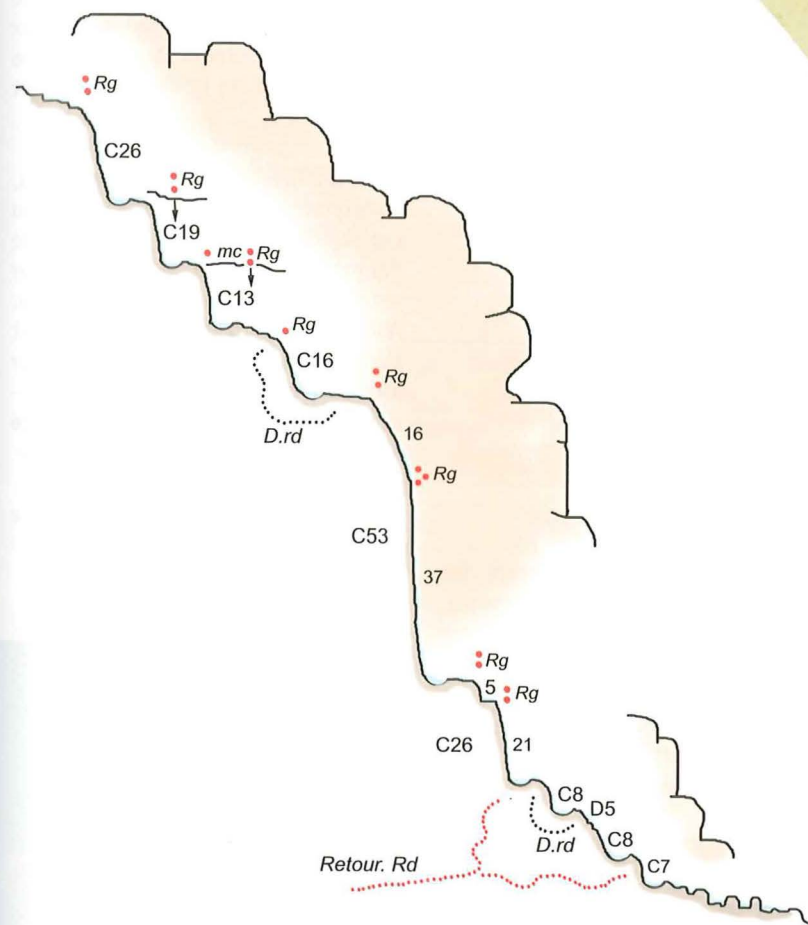 Rg
C26
Rg
C19
mc Rg
C13
Rg
C16
Rg
D.rd
16
Rg
C53
37
Rg
5 Rg
C26 21
C8
D5
D.rd
C8
Retour. Rd
C7